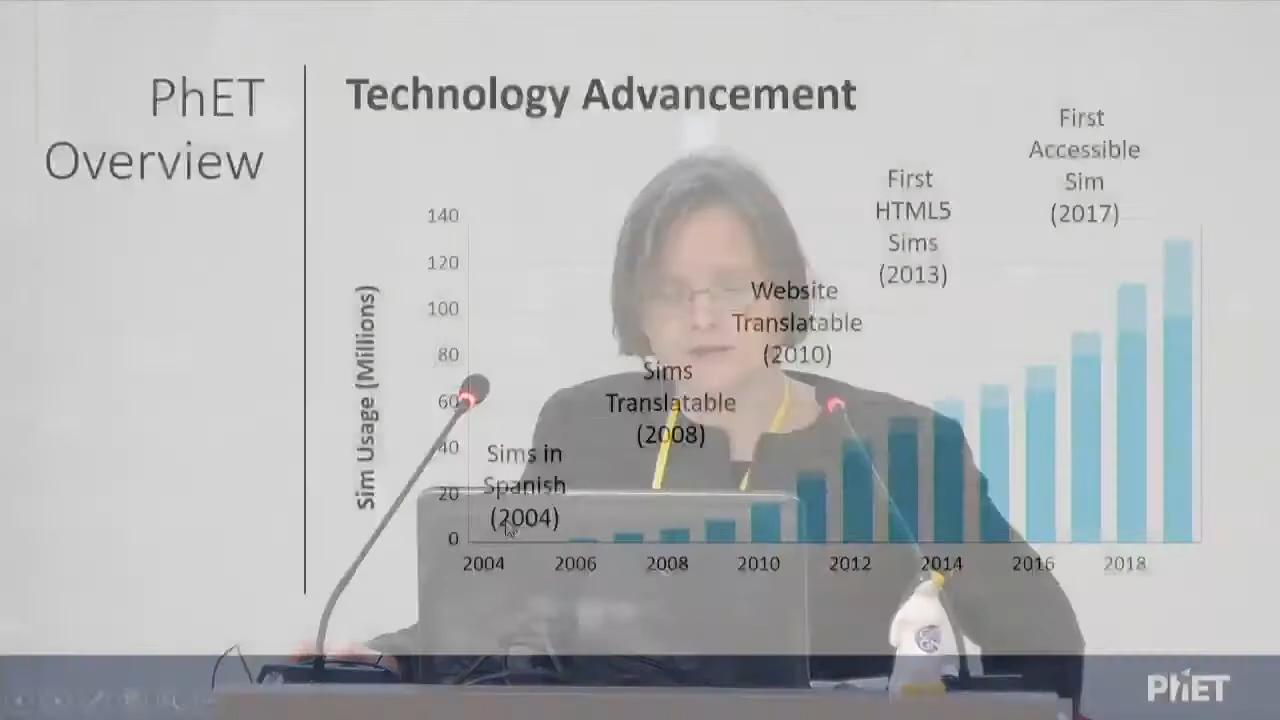 PhET
Overview
Technology Advancement
First
Accessible
Sim
(2017)
First
HTML5
Sims
(2013)
Website
Translatable
(2010)
Sims
Translatable
(2008)
Sims in
Spanish
(2004)
Sim Usage (Millions)
140
120
100
80
60
40
20
0
2004
2006
2008
2010
2012
2014
2016
2018
PhET